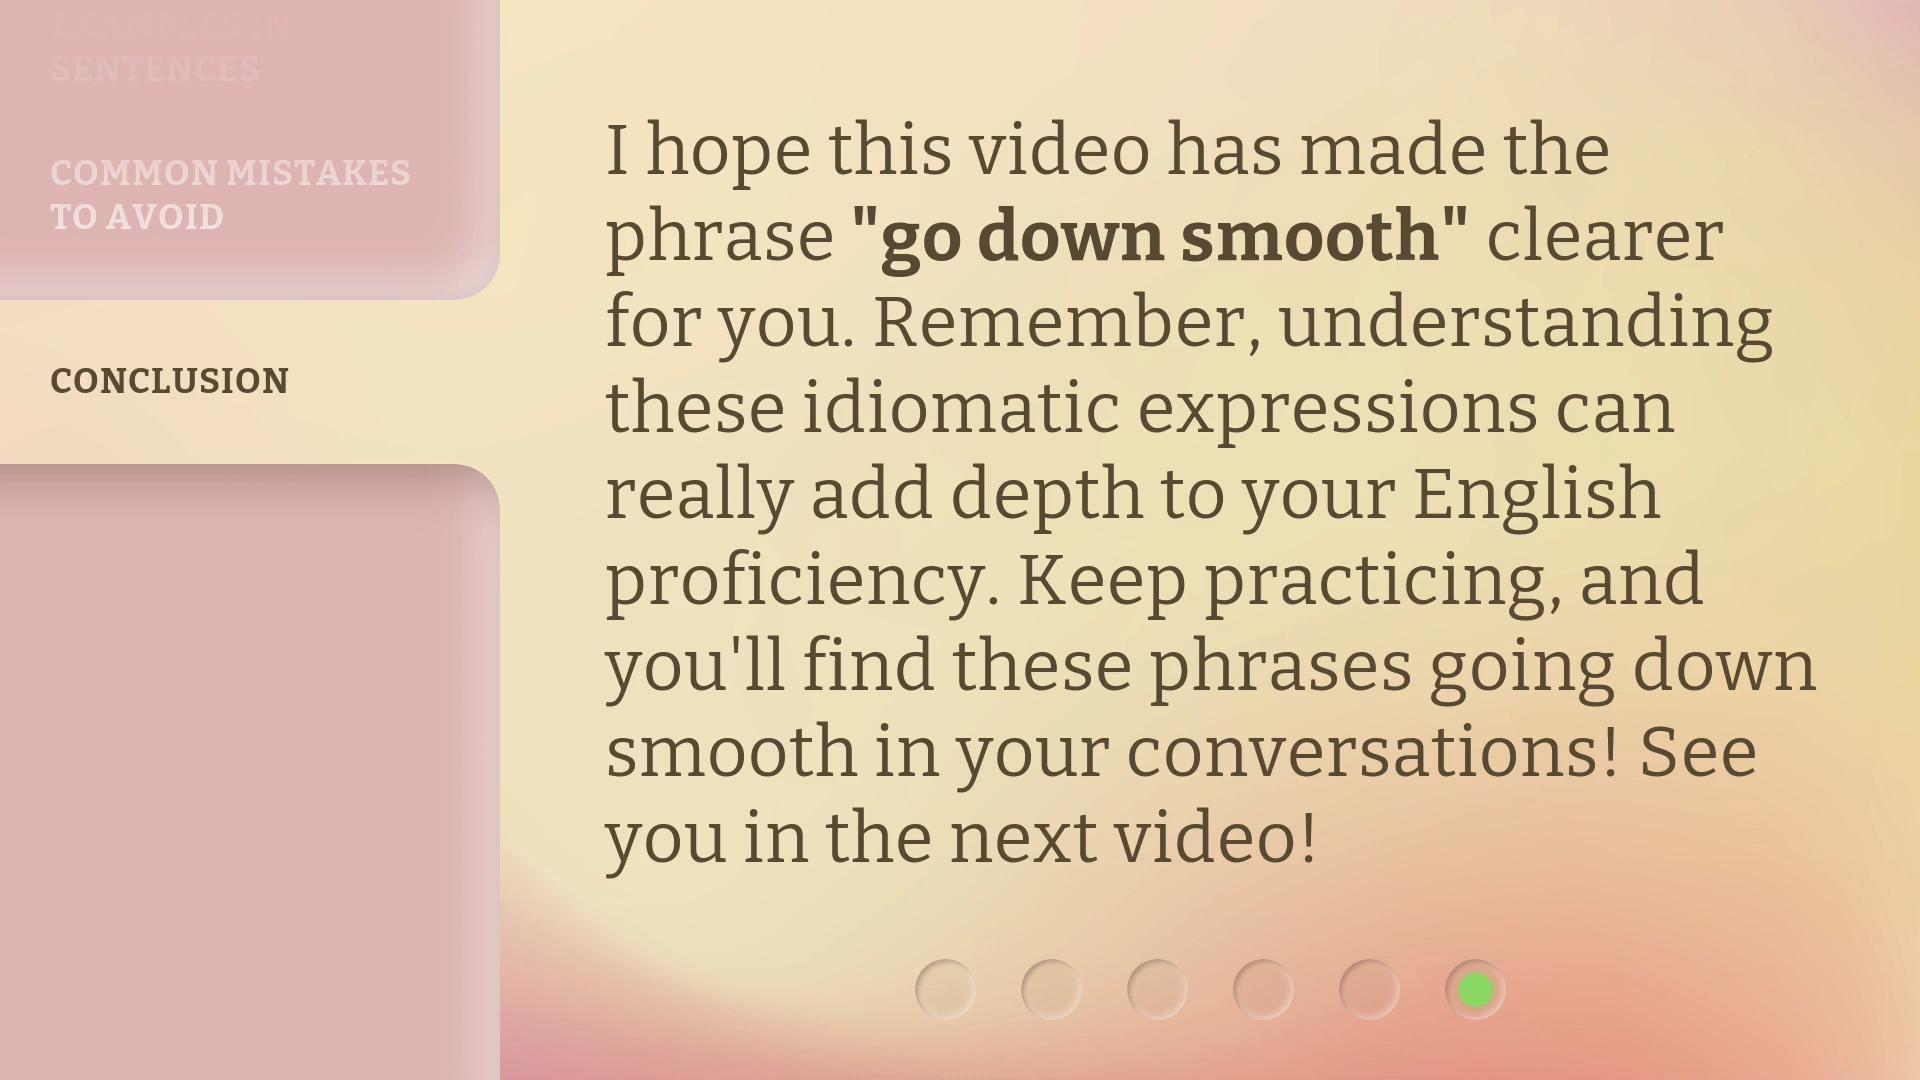 SENTENCES
COMMON MISTAKES
TO AVOID
CONCLUSION
I hope this video has made the
phrase "go down smooth" clearer
for you. Remember, understanding
these idiomatic expressions can
really add depth to your English
proficiency. Keep practicing, and
you'll find these phrases going down
smooth in your conversations! See
you in the next video!